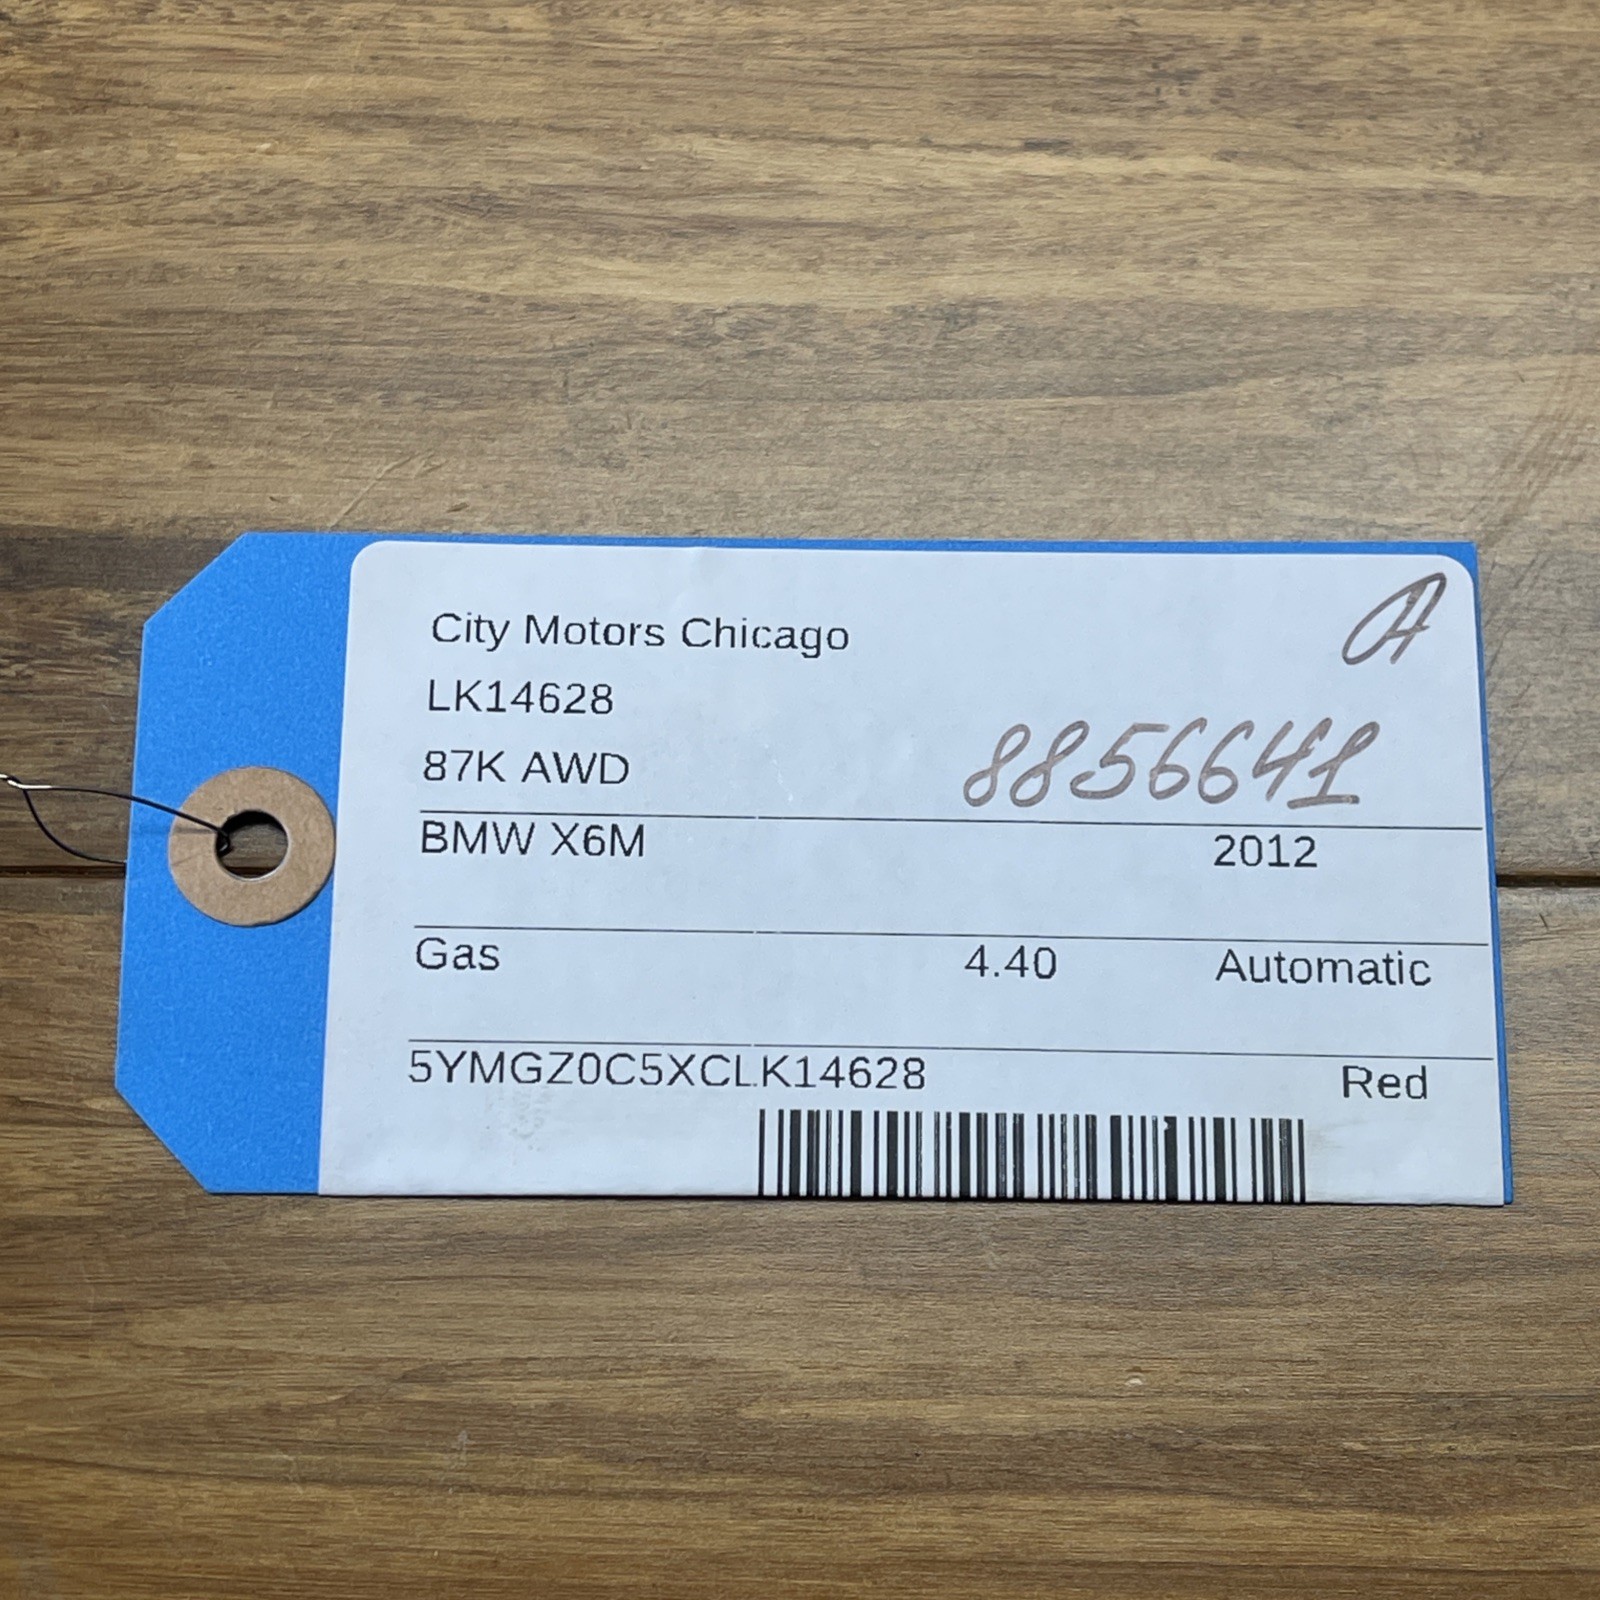 City Motors Chicago
A
LK14628
87K AWD
8856641
BMW X6M 2012
Gas 4.40 Automatic
5YMGZ0C5XCLK14628 Red